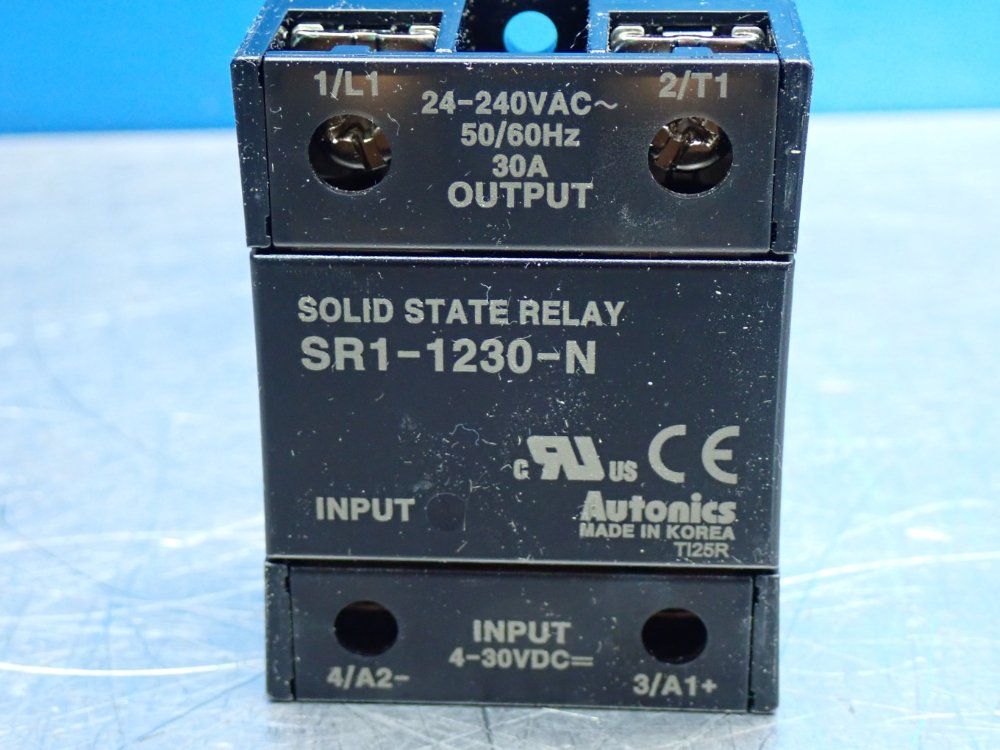 1/L1 24-240VAC~ 2/T1
50/60Hz
30A
OUTPUT
SOLID STATE RELAY
SR1-1230-N
c RU US CE
INPUT
Autonics
MADE IN KOREA
TI25R
INPUT
4-30VDC⎓
4/A2- 3/A1+